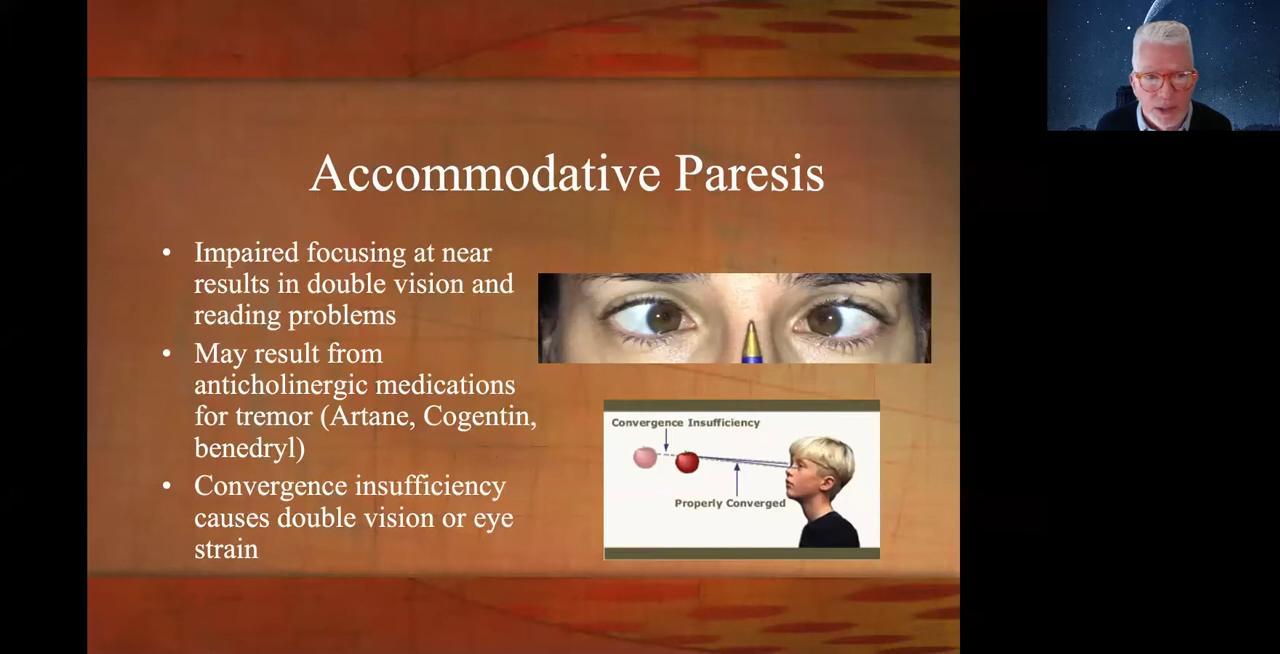 Accommodative Paresis
• Impaired focusing at near
results in double vision and
reading problems
• May result from
anticholinergic medications
for tremor (Artane, Cogentin,
benedryl)
• Convergence insufficiency
causes double vision or eye
strain
Convergence Insufficiency
Properly Converged